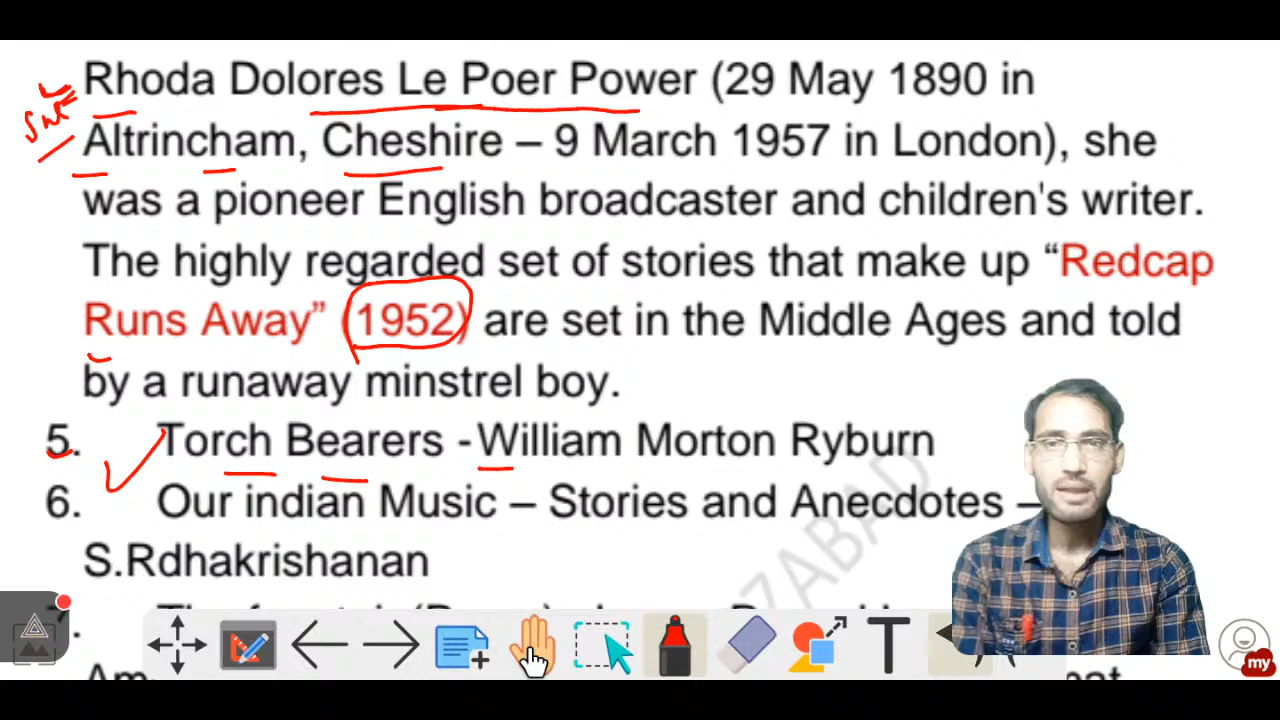 Rhoda Dolores Le Poer Power (29 May 1890 in
Altrincham, Cheshire – 9 March 1957 in London), she
was a pioneer English broadcaster and children's writer.
The highly regarded set of stories that make up “Redcap
Runs Away” (1952) are set in the Middle Ages and told
by a runaway minstrel boy.
5. Torch Bearers - William Morton Ryburn
6. Our indian Music – Stories and Anecdotes –
S.Rdhakrishanan
my